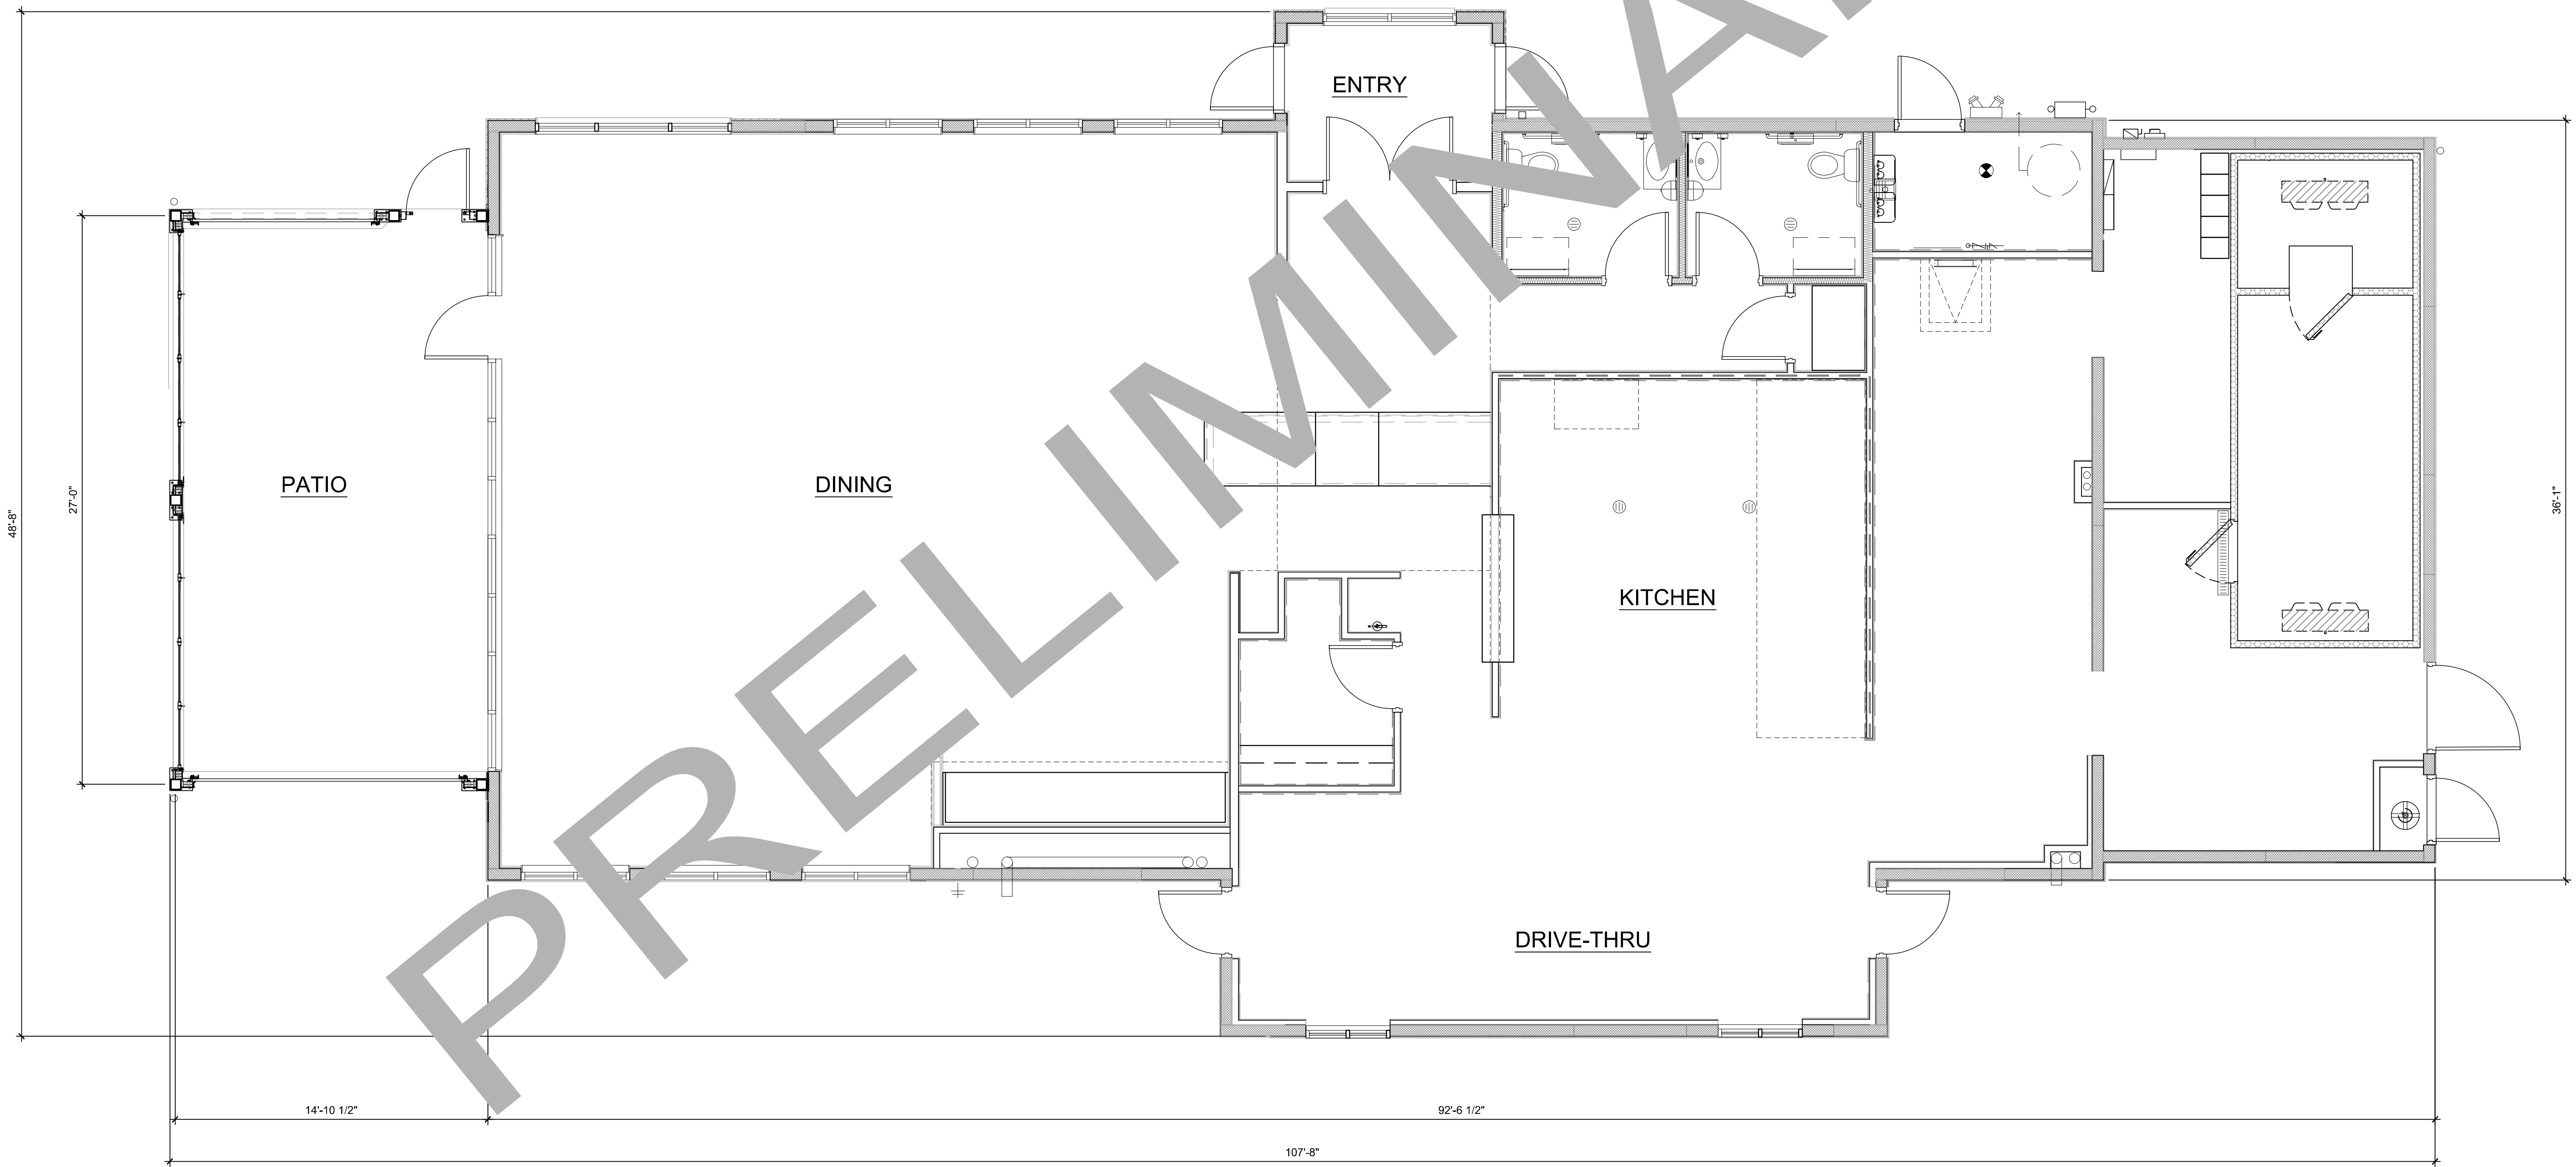 ENTRY
PATIO
DINING
KITCHEN
DRIVE-THRU
48'-8"
27'-0"
36'-1"
14'-10 1/2"
92'-6 1/2"
107'-8"
PRELIMINA